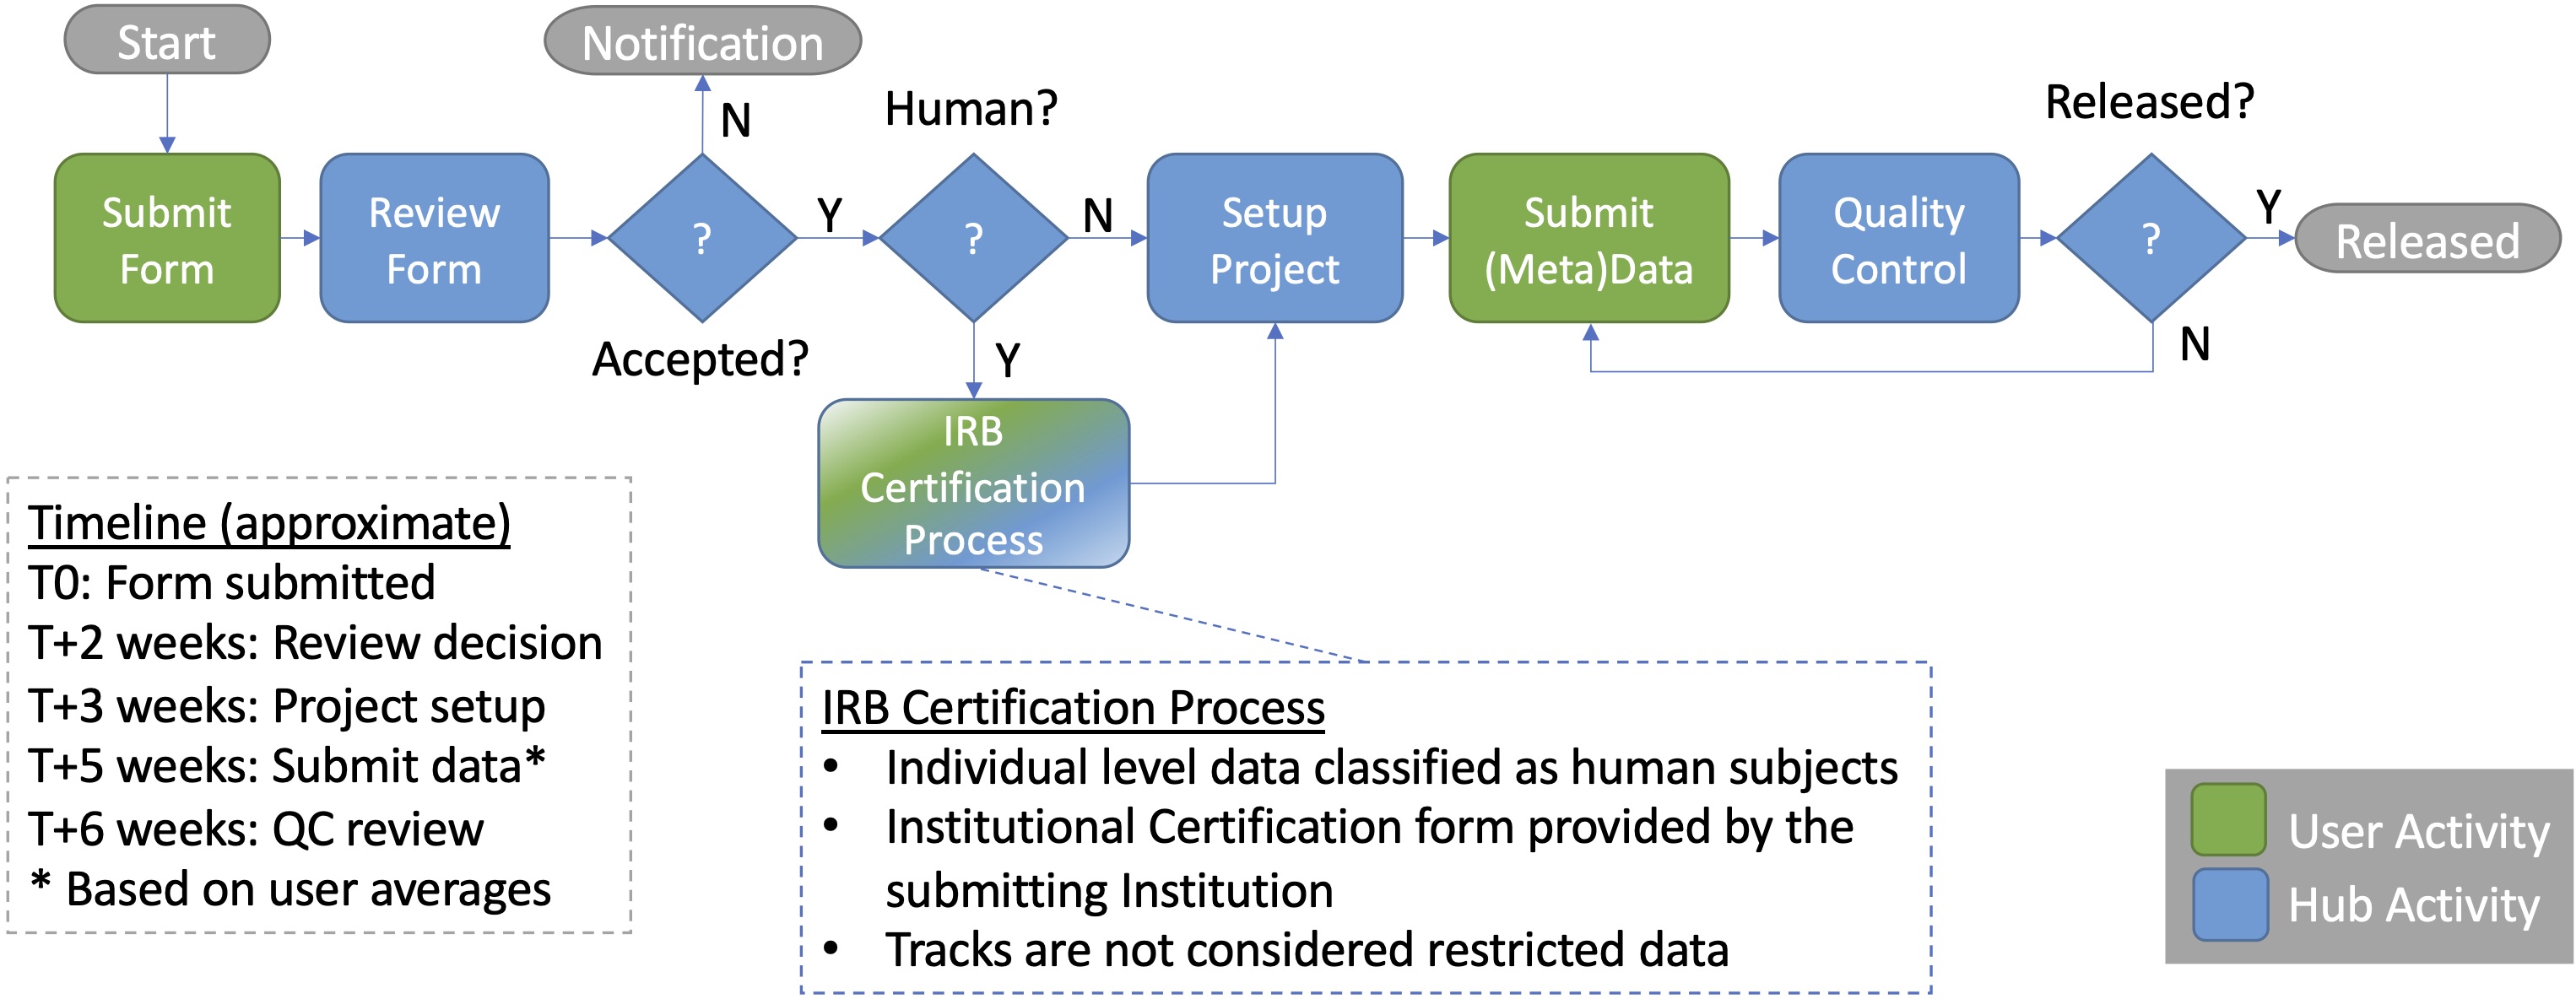 Start
Notification
Human?
Released?
N
Submit
Form
Review
Form
?
Y
?
N
Setup
Project
Submit
(Meta)Data
Quality
Control
?
Y
Released
Accepted?
Y
N
IRB
Certification
Process
Timeline (approximate)
T0: Form submitted
T+2 weeks: Review decision
T+3 weeks: Project setup
T+5 weeks: Submit data*
T+6 weeks: QC review
* Based on user averages
IRB Certification Process
• Individual level data classified as human subjects
• Institutional Certification form provided by the
submitting Institution
• Tracks are not considered restricted data
User Activity
Hub Activity